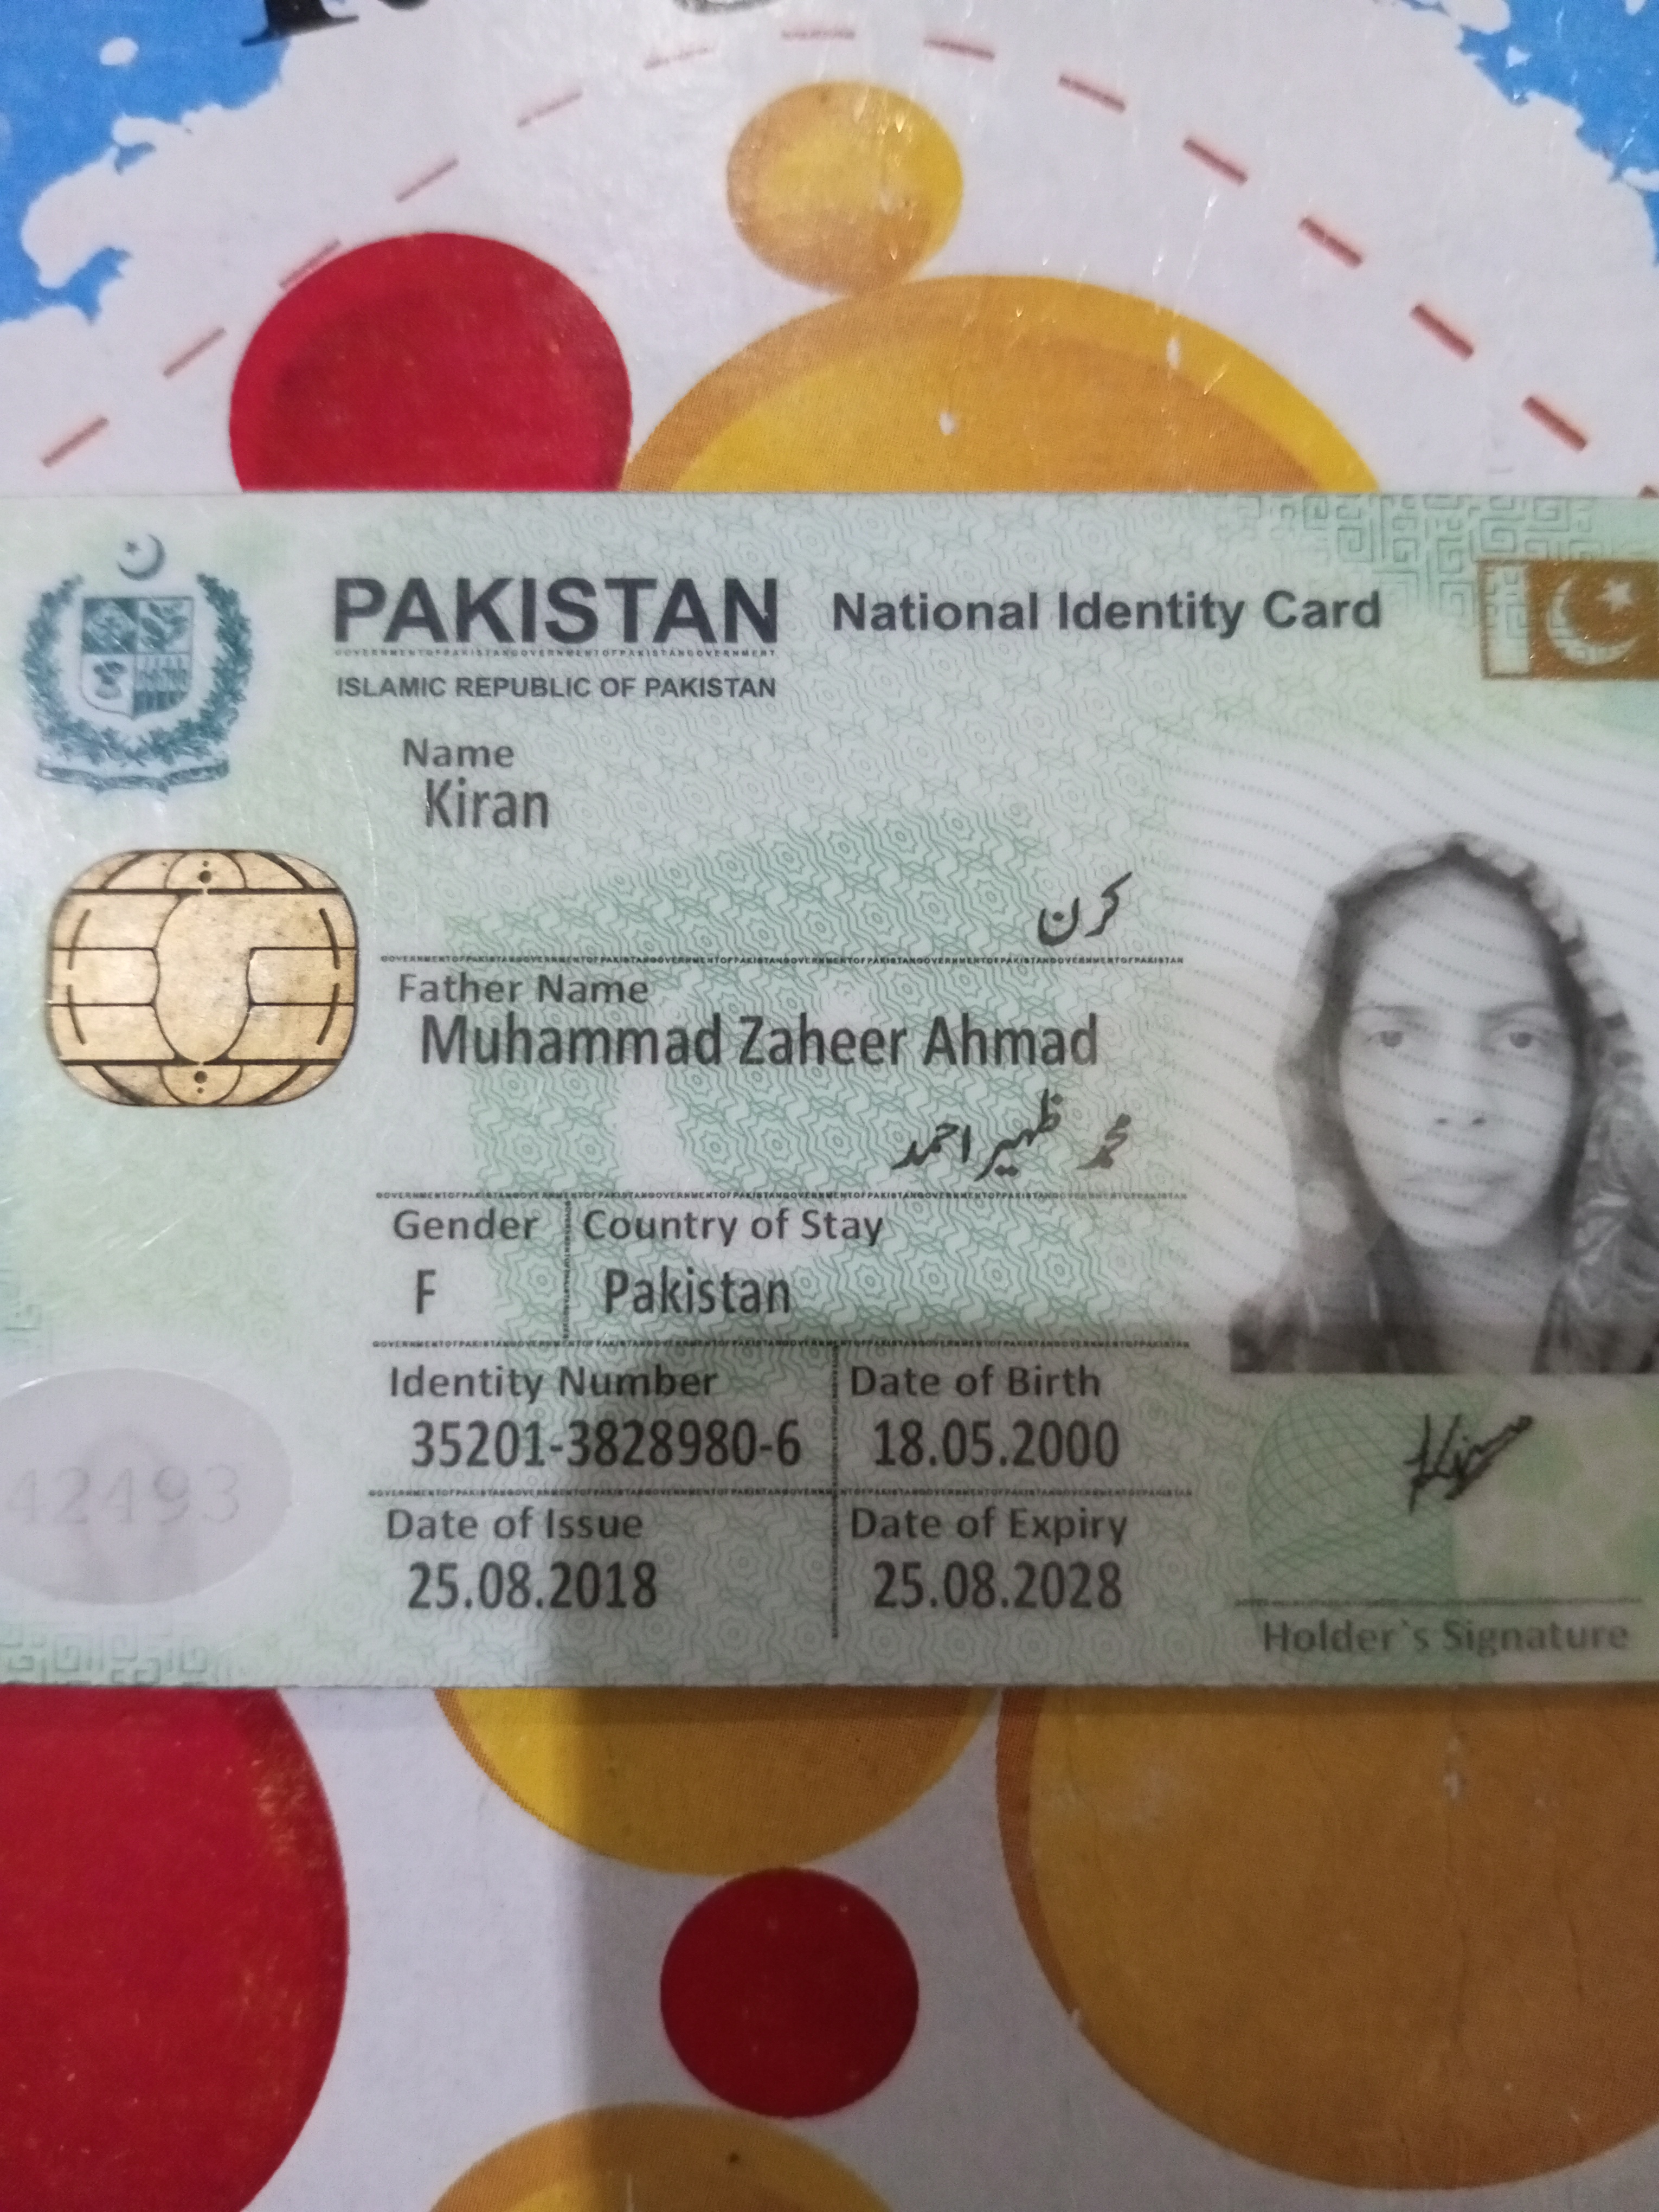 PAKISTAN National Identity Card
ISLAMIC REPUBLIC OF PAKISTAN
Name
Kiran
کرن
Father Name
Muhammad Zaheer Ahmad
محمد ظہیر احمد
Gender Country of Stay
F Pakistan
Identity Number Date of Birth
35201-3828980-6 18.05.2000
42493
Date of Issue Date of Expiry
25.08.2018 25.08.2028
Holder`s Signature